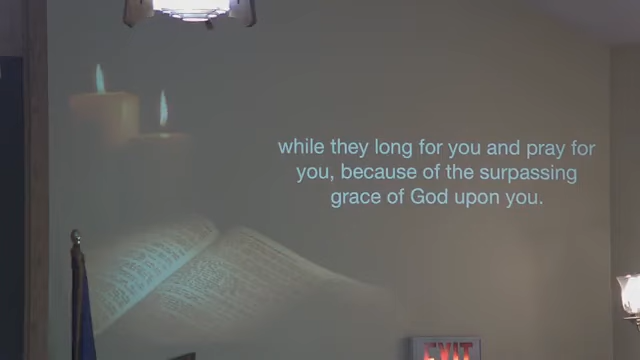 while they long for you and pray for
you, because of the surpassing
grace of God upon you.
EXIT